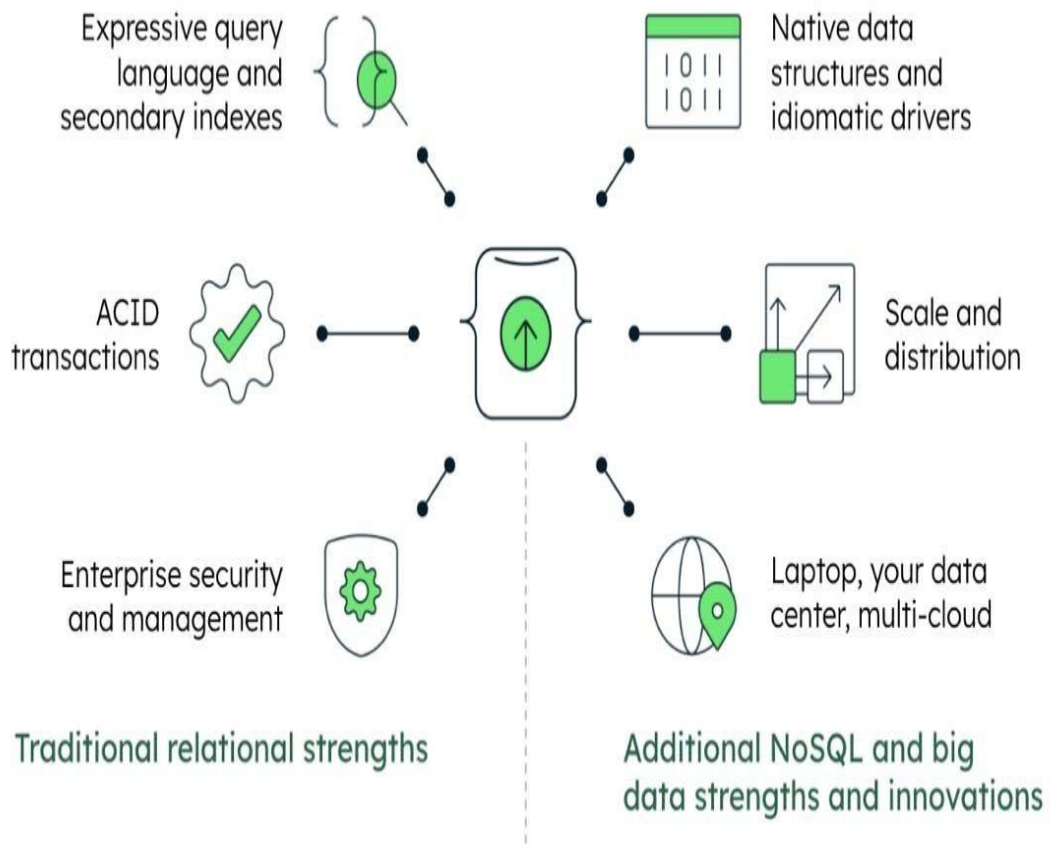 Expressive query
language and
secondary indexes
Native data
structures and
idiomatic drivers
1011
1011
ACID
transactions
Scale and
distribution
Enterprise security
and management
Laptop, your data
center, multi-cloud
Traditional relational strengths
Additional NoSQL and big
data strengths and innovations